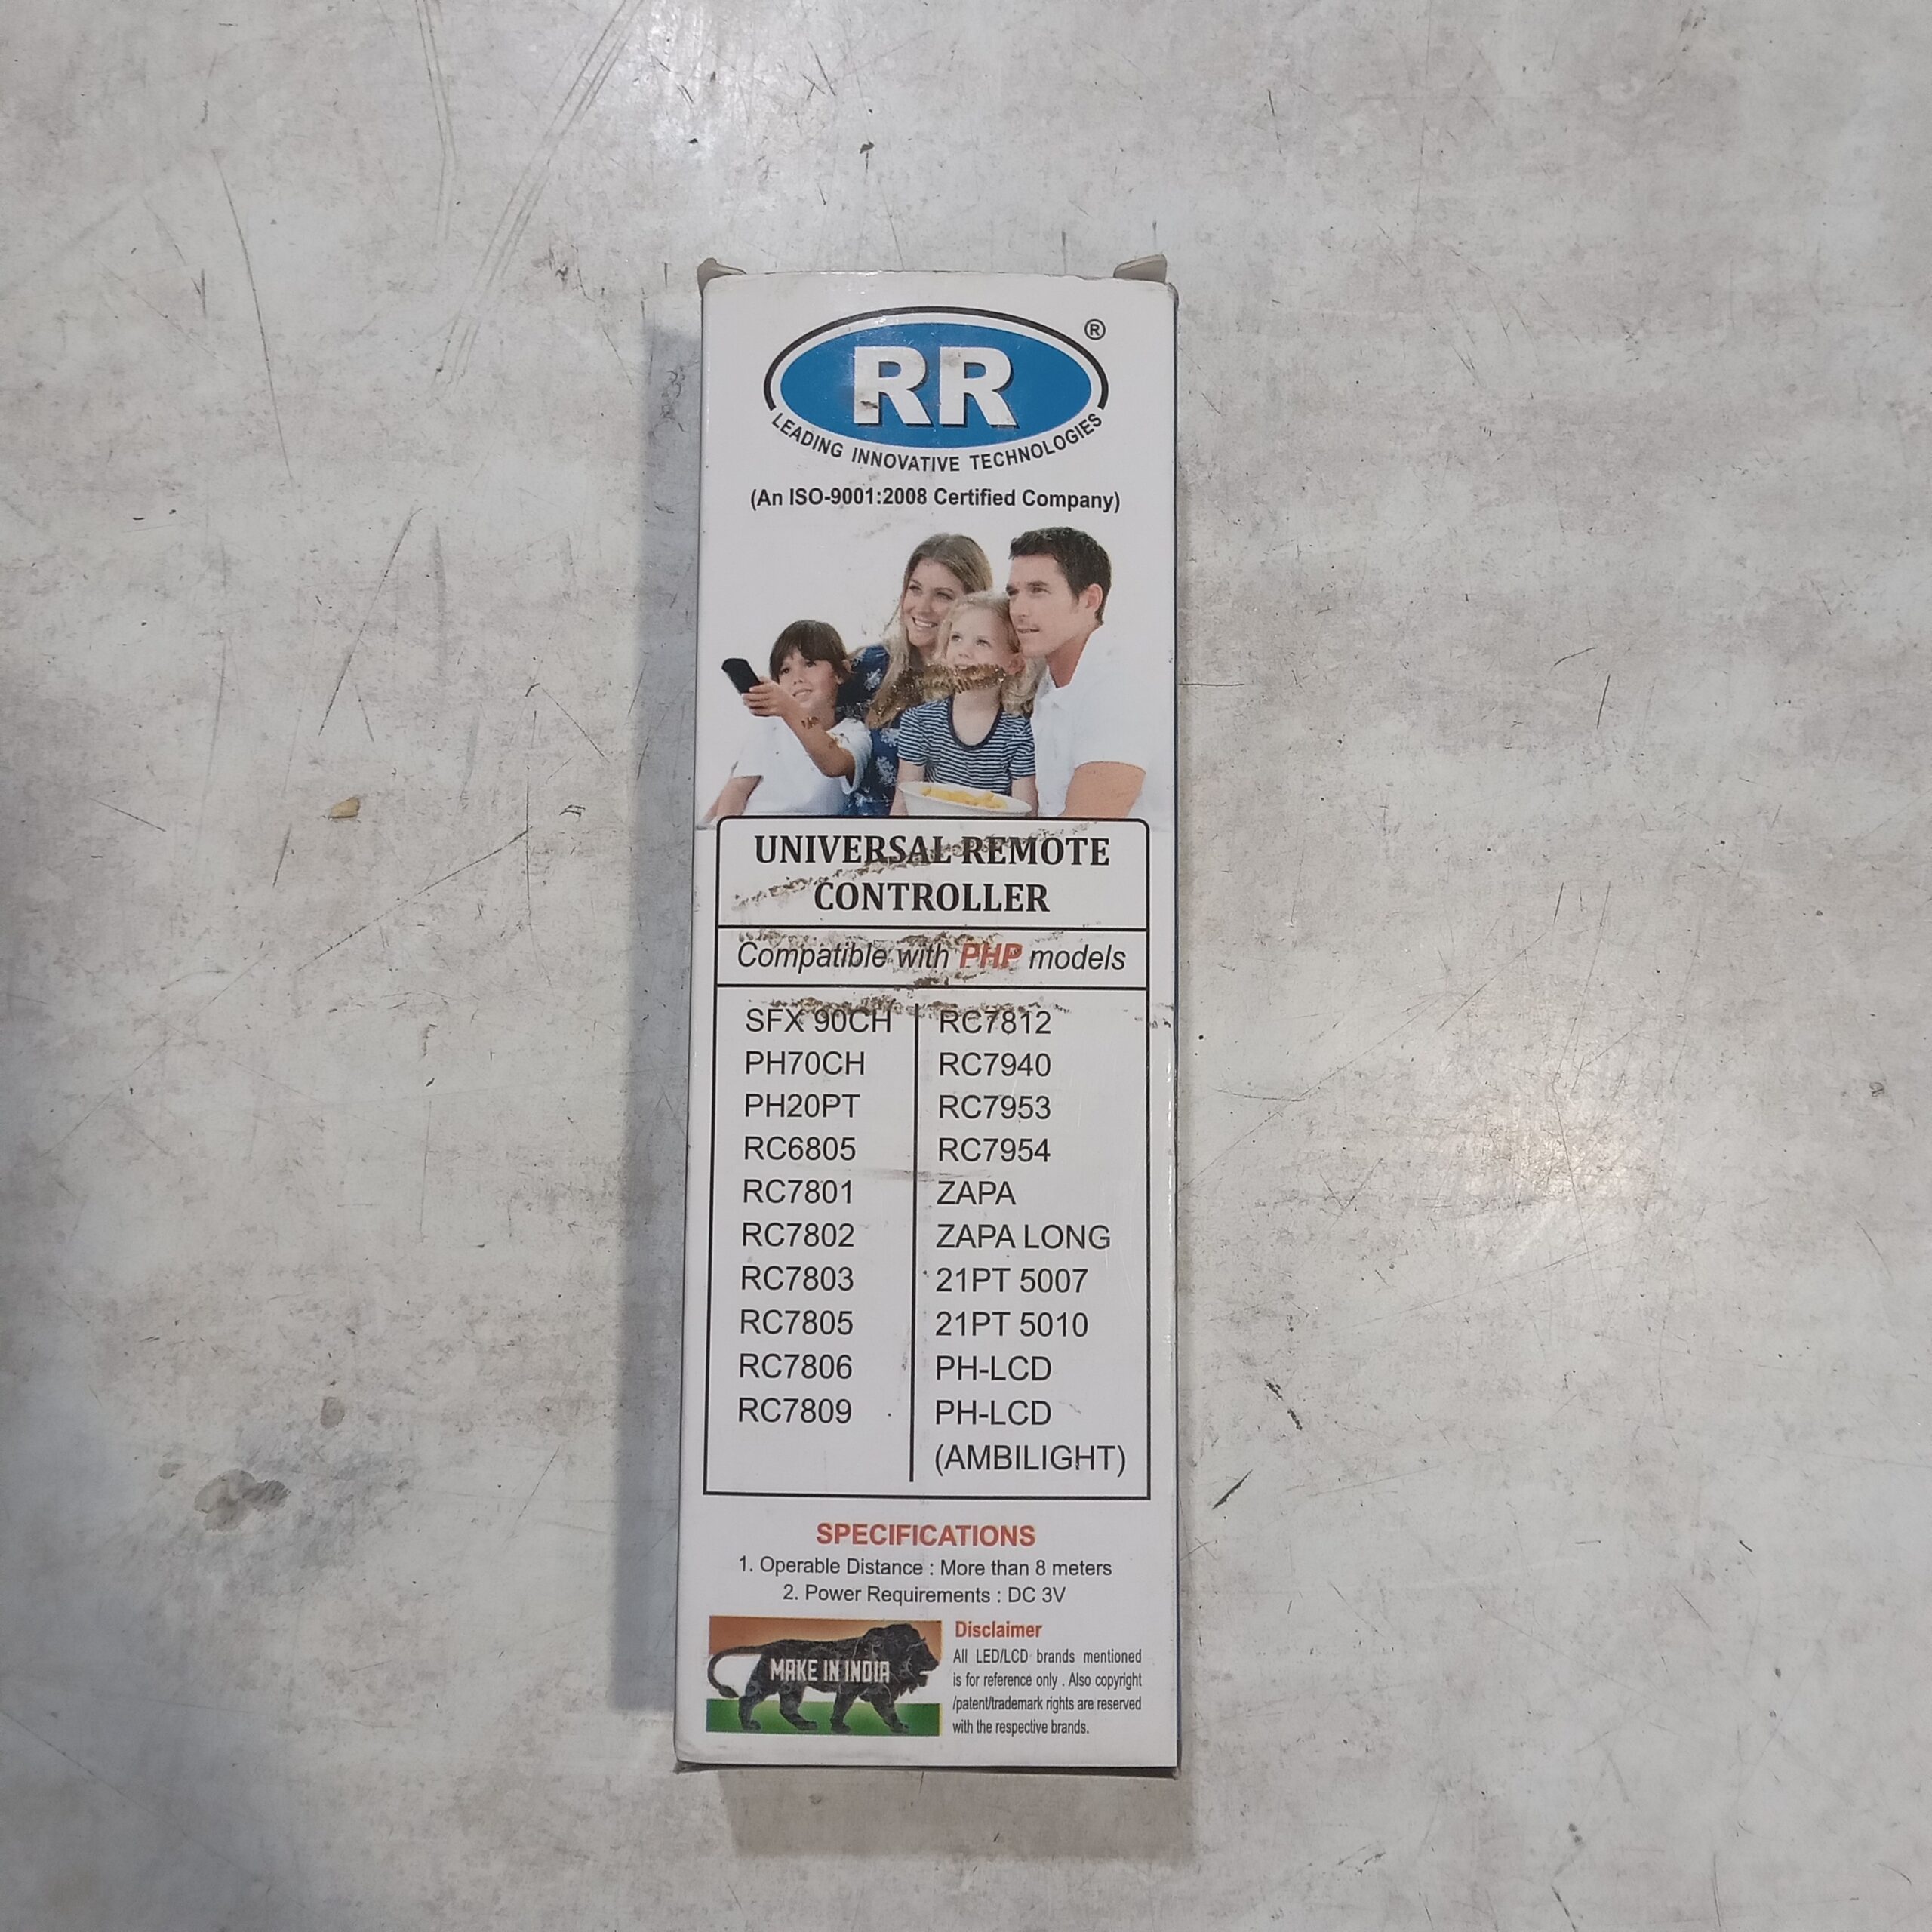 RR
®
LEADING INNOVATIVE TECHNOLOGIES
(An ISO-9001:2008 Certified Company)
UNIVERSAL REMOTE
CONTROLLER
Compatible with PHP models
SFX 90CH
PH70CH
PH20PT
RC6805
RC7801
RC7802
RC7803
RC7805
RC7806
RC7809
RC7812
RC7940
RC7953
RC7954
ZAPA
ZAPA LONG
21PT 5007
21PT 5010
PH-LCD
PH-LCD
(AMBILIGHT)
SPECIFICATIONS
1. Operable Distance : More than 8 meters
2. Power Requirements : DC 3V
MAKE IN INDIA
Disclaimer
All LED/LCD brands mentioned
is for reference only . Also copyright
/patent/trademark rights are reserved
with the respective brands.